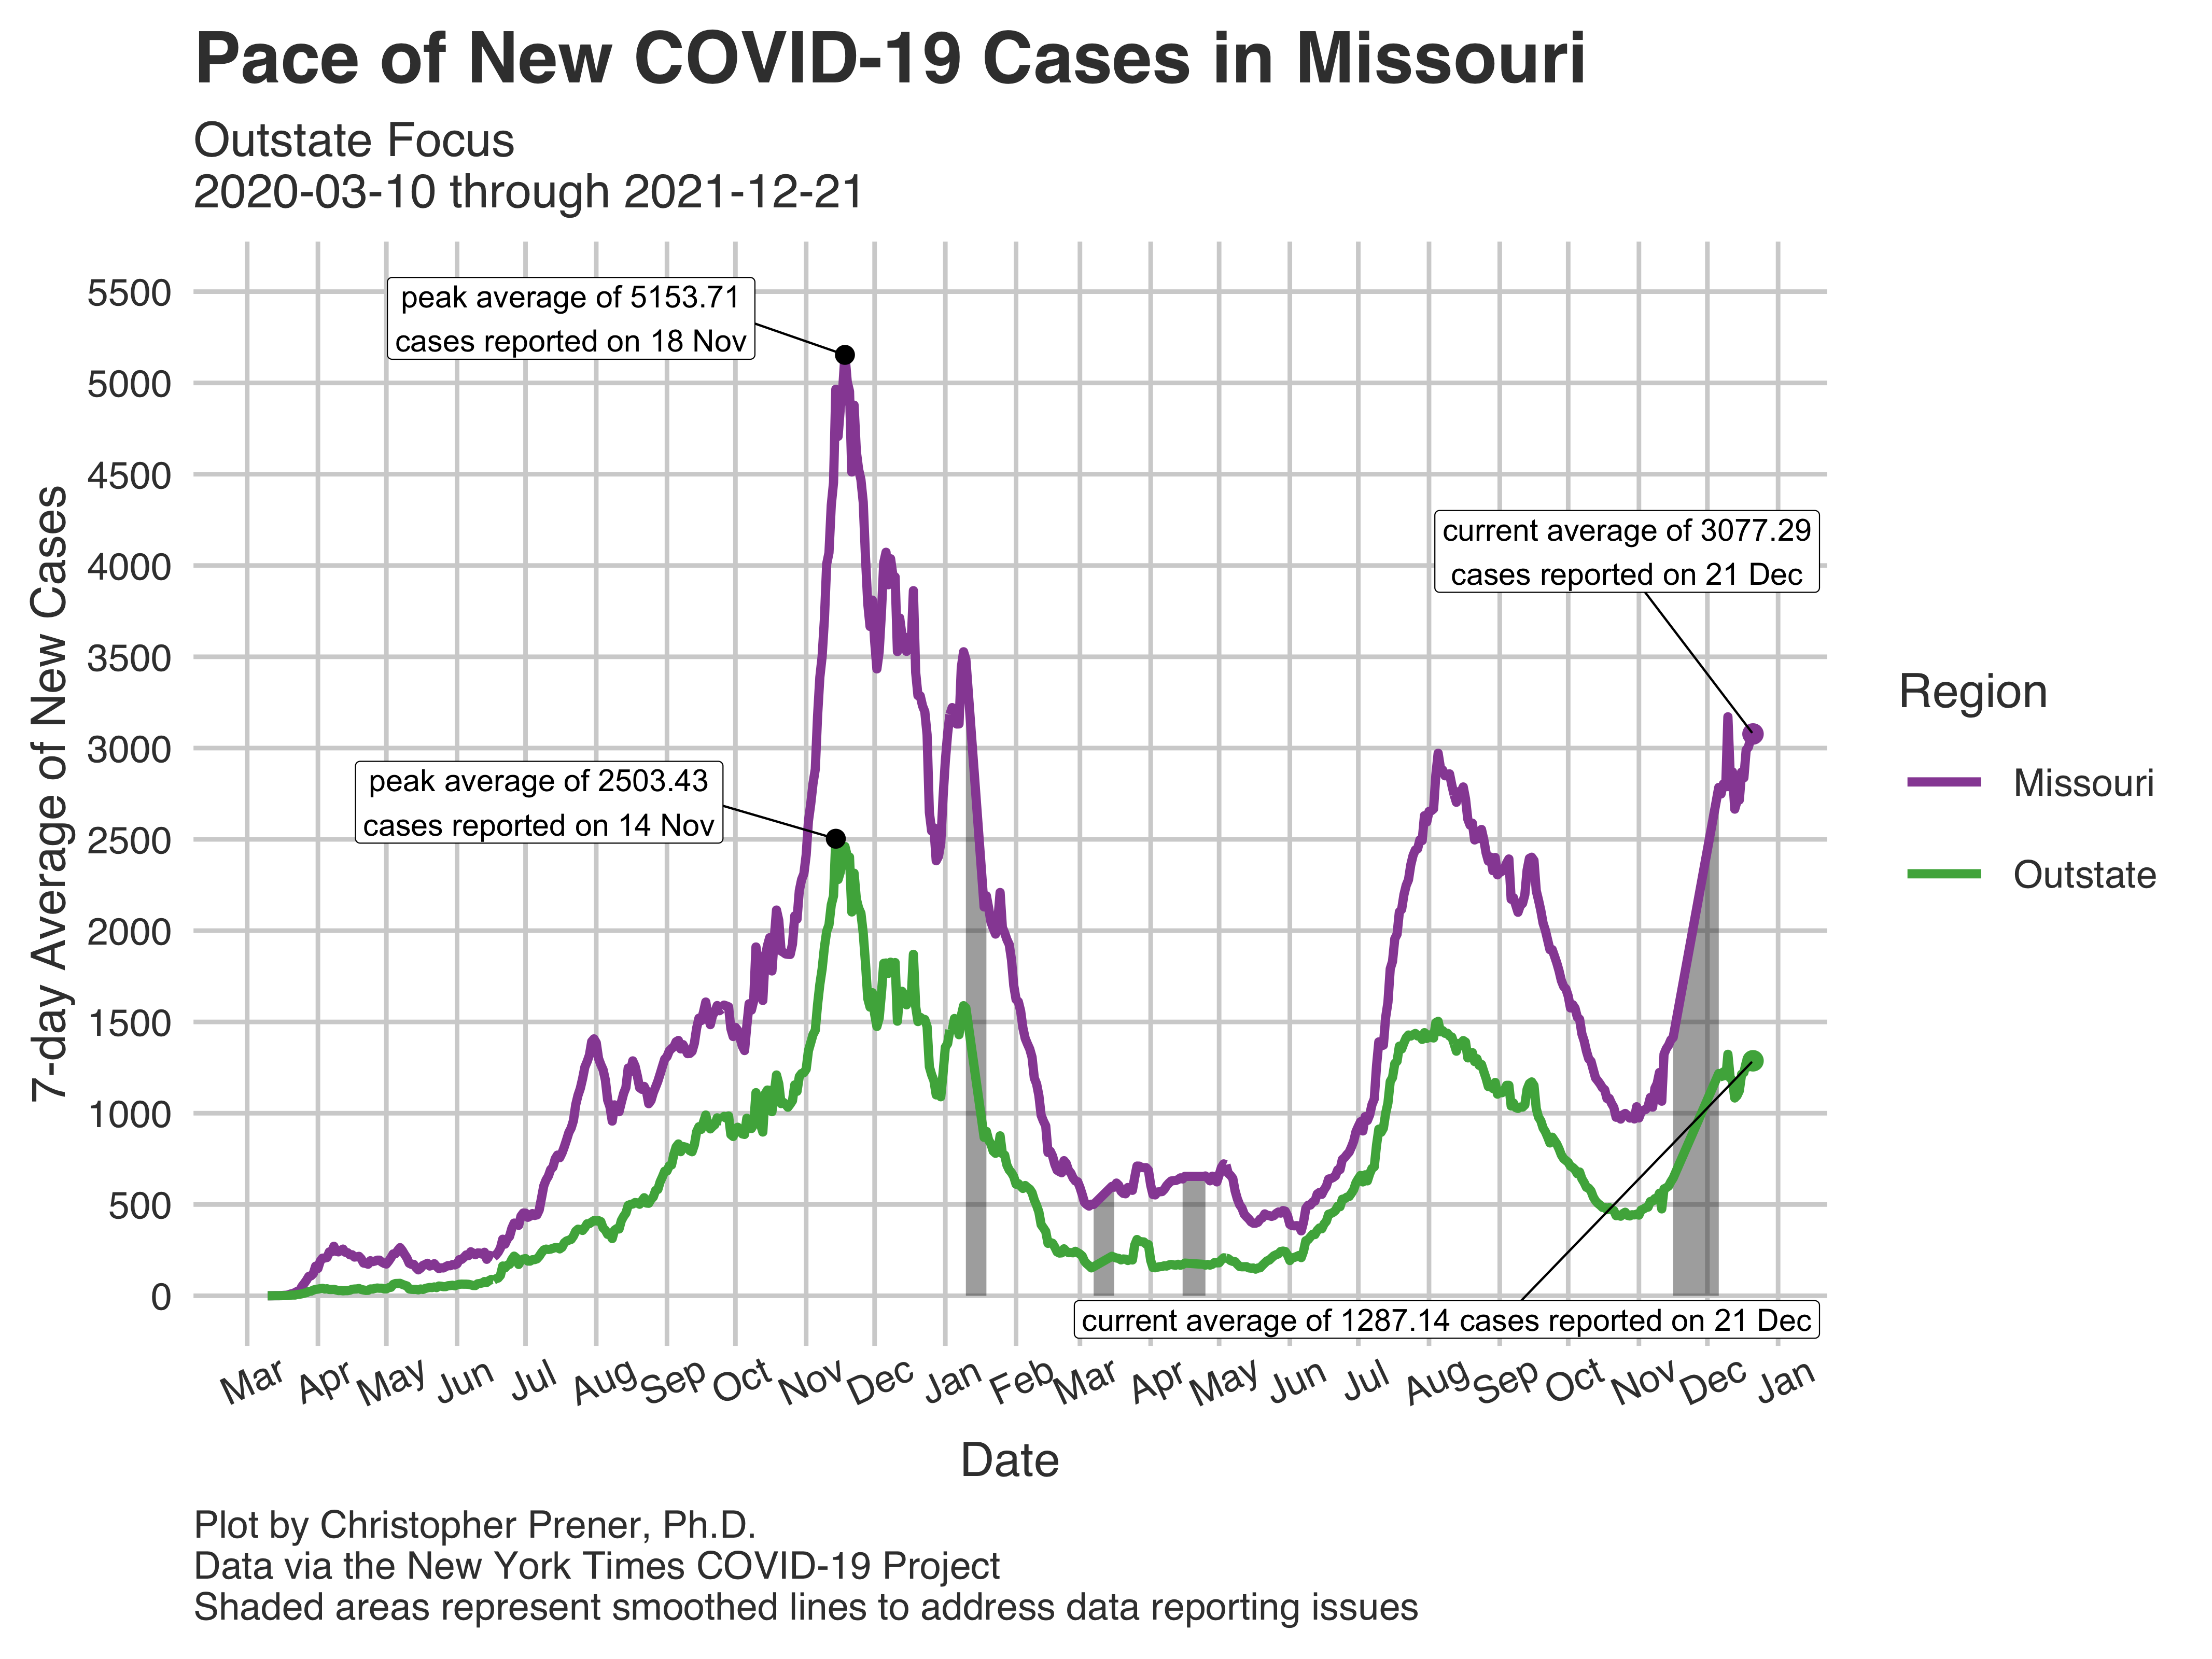 Pace of New COVID-19 Cases in Missouri
Outstate Focus
2020-03-10 through 2021-12-21
7-day Average of New Cases
5500
5000
4500
4000
3500
3000
2500
2000
1500
1000
500
0
peak average of 5153.71
cases reported on 18 Nov
peak average of 2503.43
cases reported on 14 Nov
current average of 3077.29
cases reported on 21 Dec
current average of 1287.14 cases reported on 21 Dec
Region
Missouri
Outstate
Mar Apr May Jun Jul Aug Sep Oct Nov Dec Jan Feb Mar Apr May Jun Jul Aug Sep Oct Nov Dec Jan
Date
Plot by Christopher Prener, Ph.D.
Data via the New York Times COVID-19 Project
Shaded areas represent smoothed lines to address data reporting issues